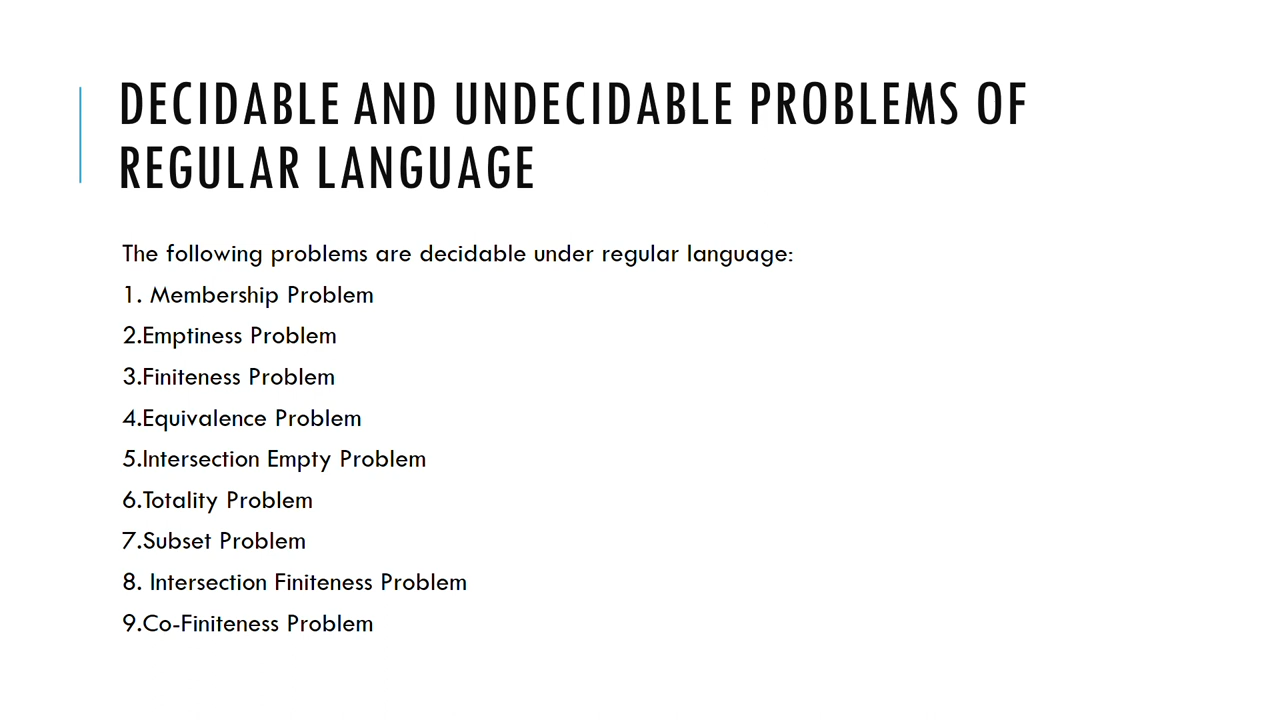 DECIDABLE AND UNDECIDABLE PROBLEMS OF
REGULAR LANGUAGE
The following problems are decidable under regular language:
1. Membership Problem
2.Emptiness Problem
3.Finiteness Problem
4.Equivalence Problem
5.Intersection Empty Problem
6.Totality Problem
7.Subset Problem
8. Intersection Finiteness Problem
9.Co-Finiteness Problem